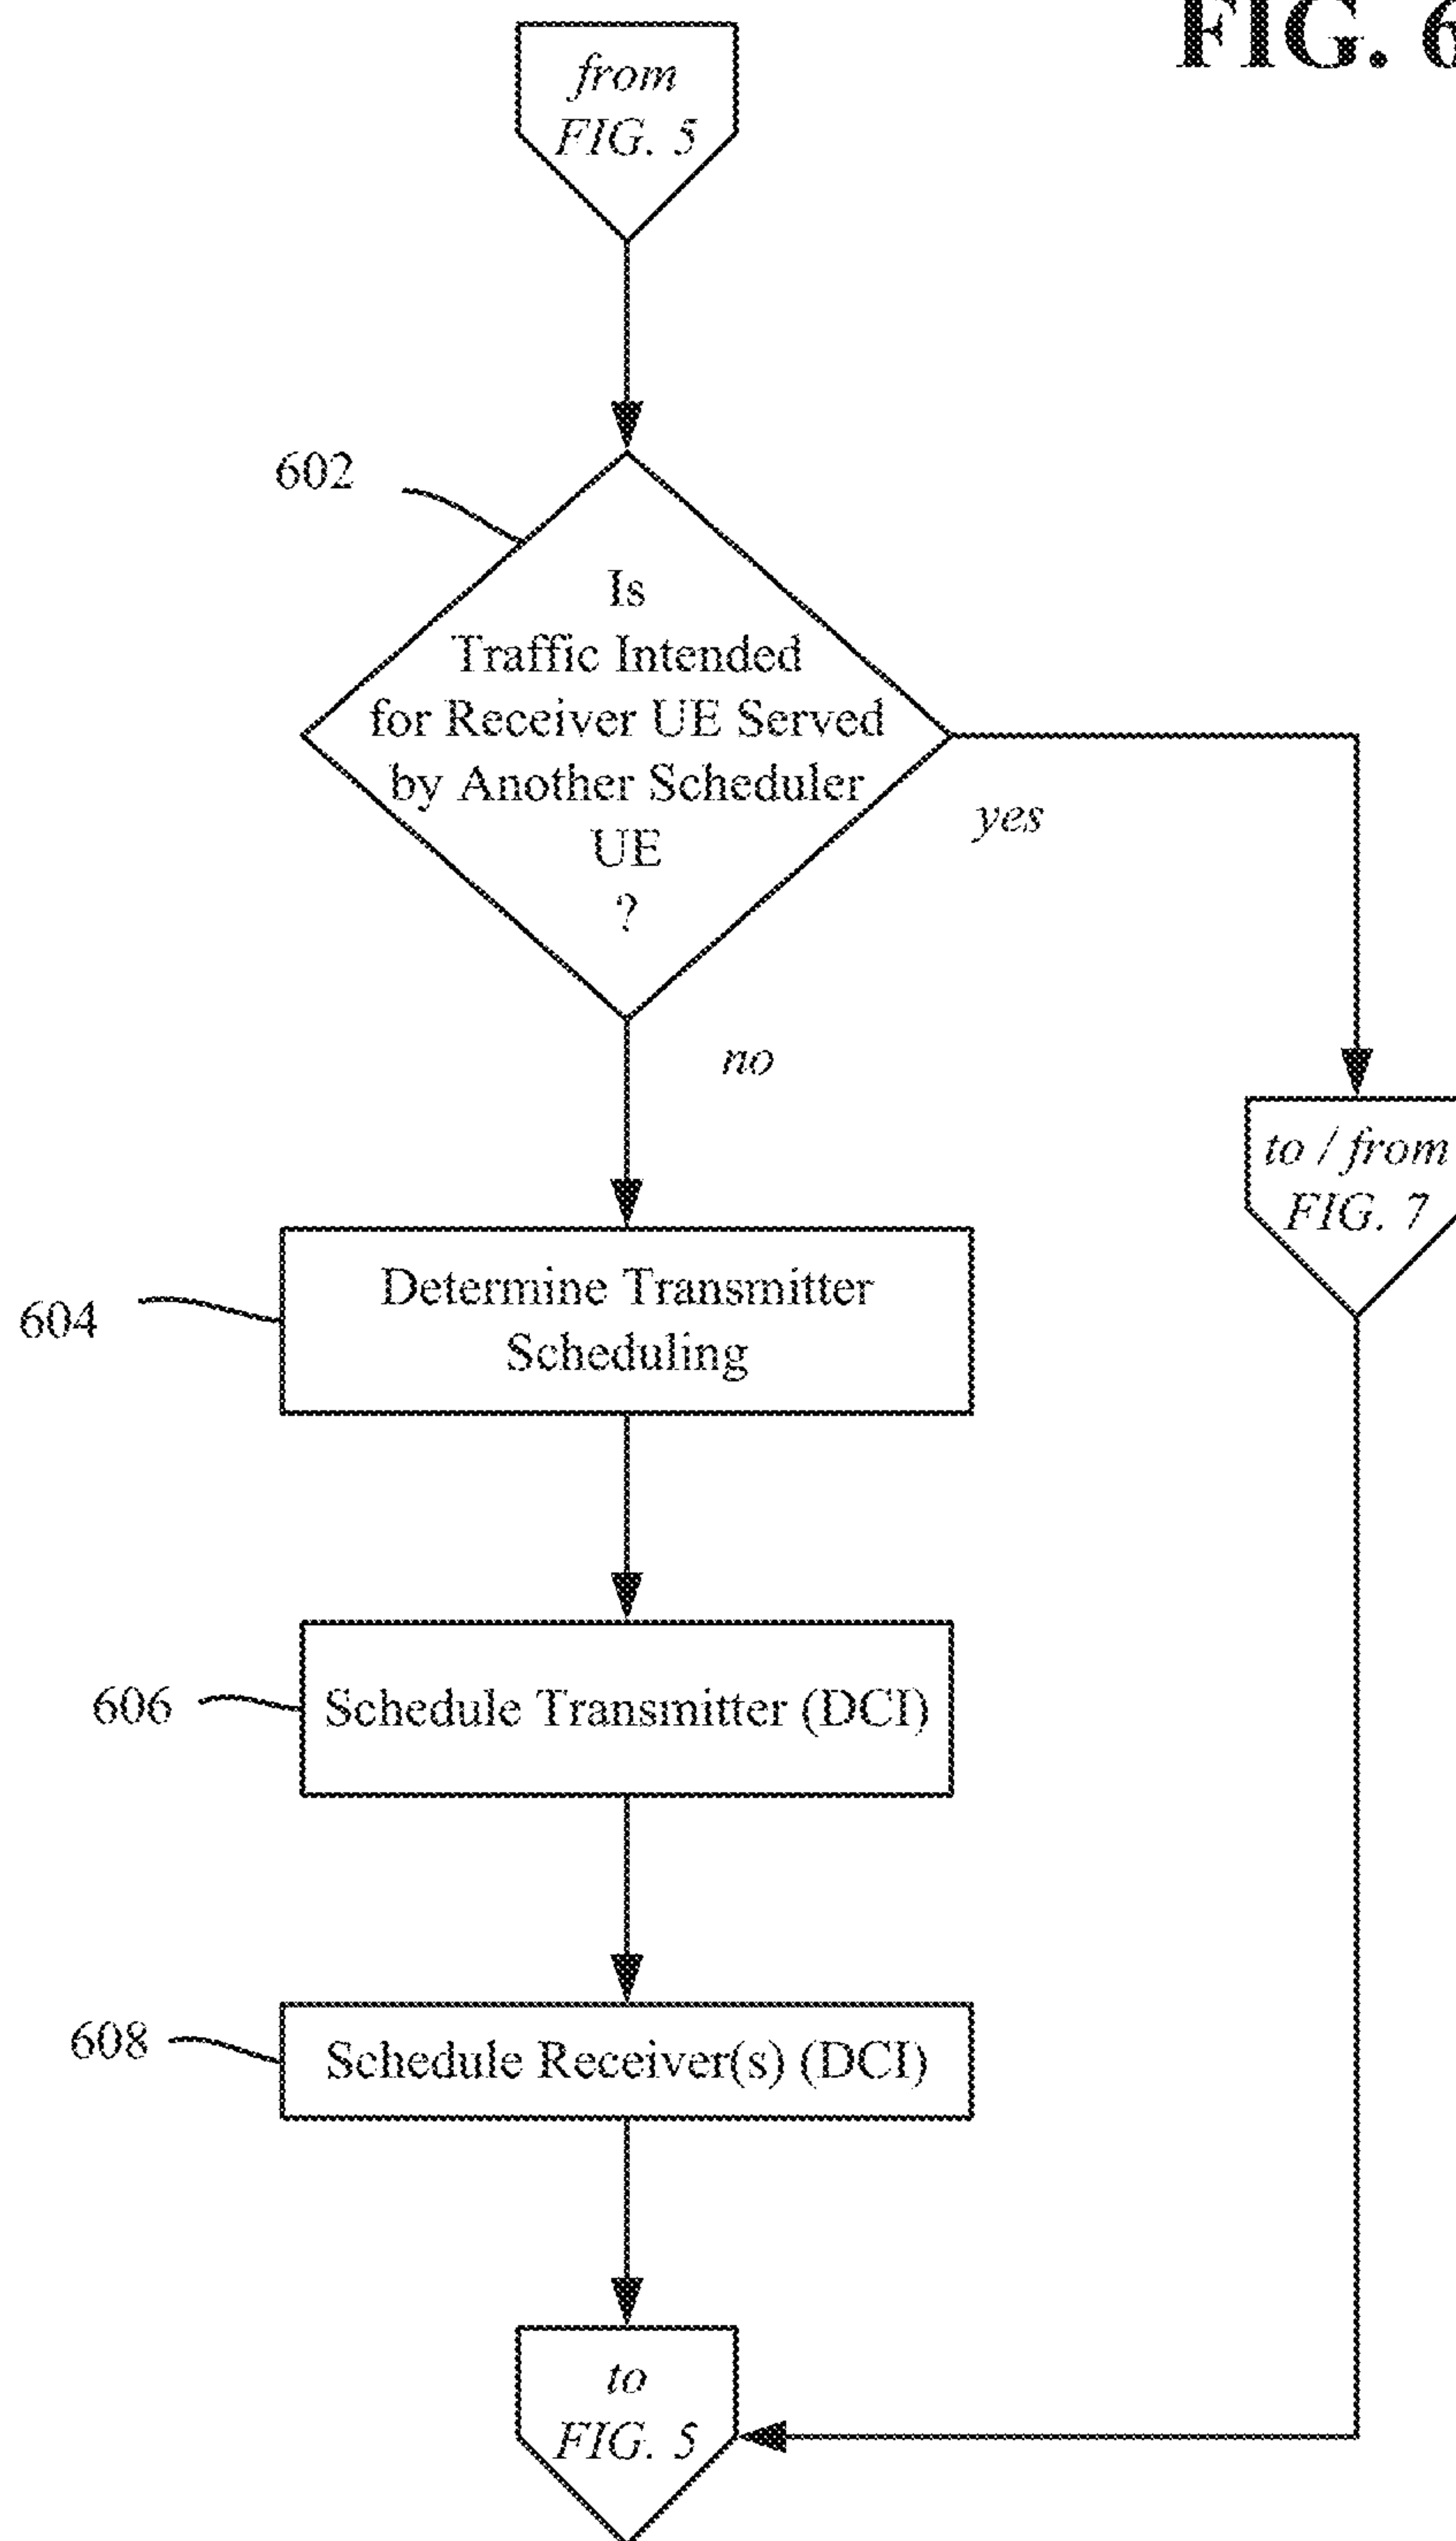 FIG. 6
from
FIG. 5
602
Is
Traffic Intended
for Receiver UE Served
by Another Scheduler
UE
?
yes
no
to / from
FIG. 7
604
Determine Transmitter
Scheduling
606
Schedule Transmitter (DCI)
608
Schedule Receiver(s) (DCI)
to
FIG. 5